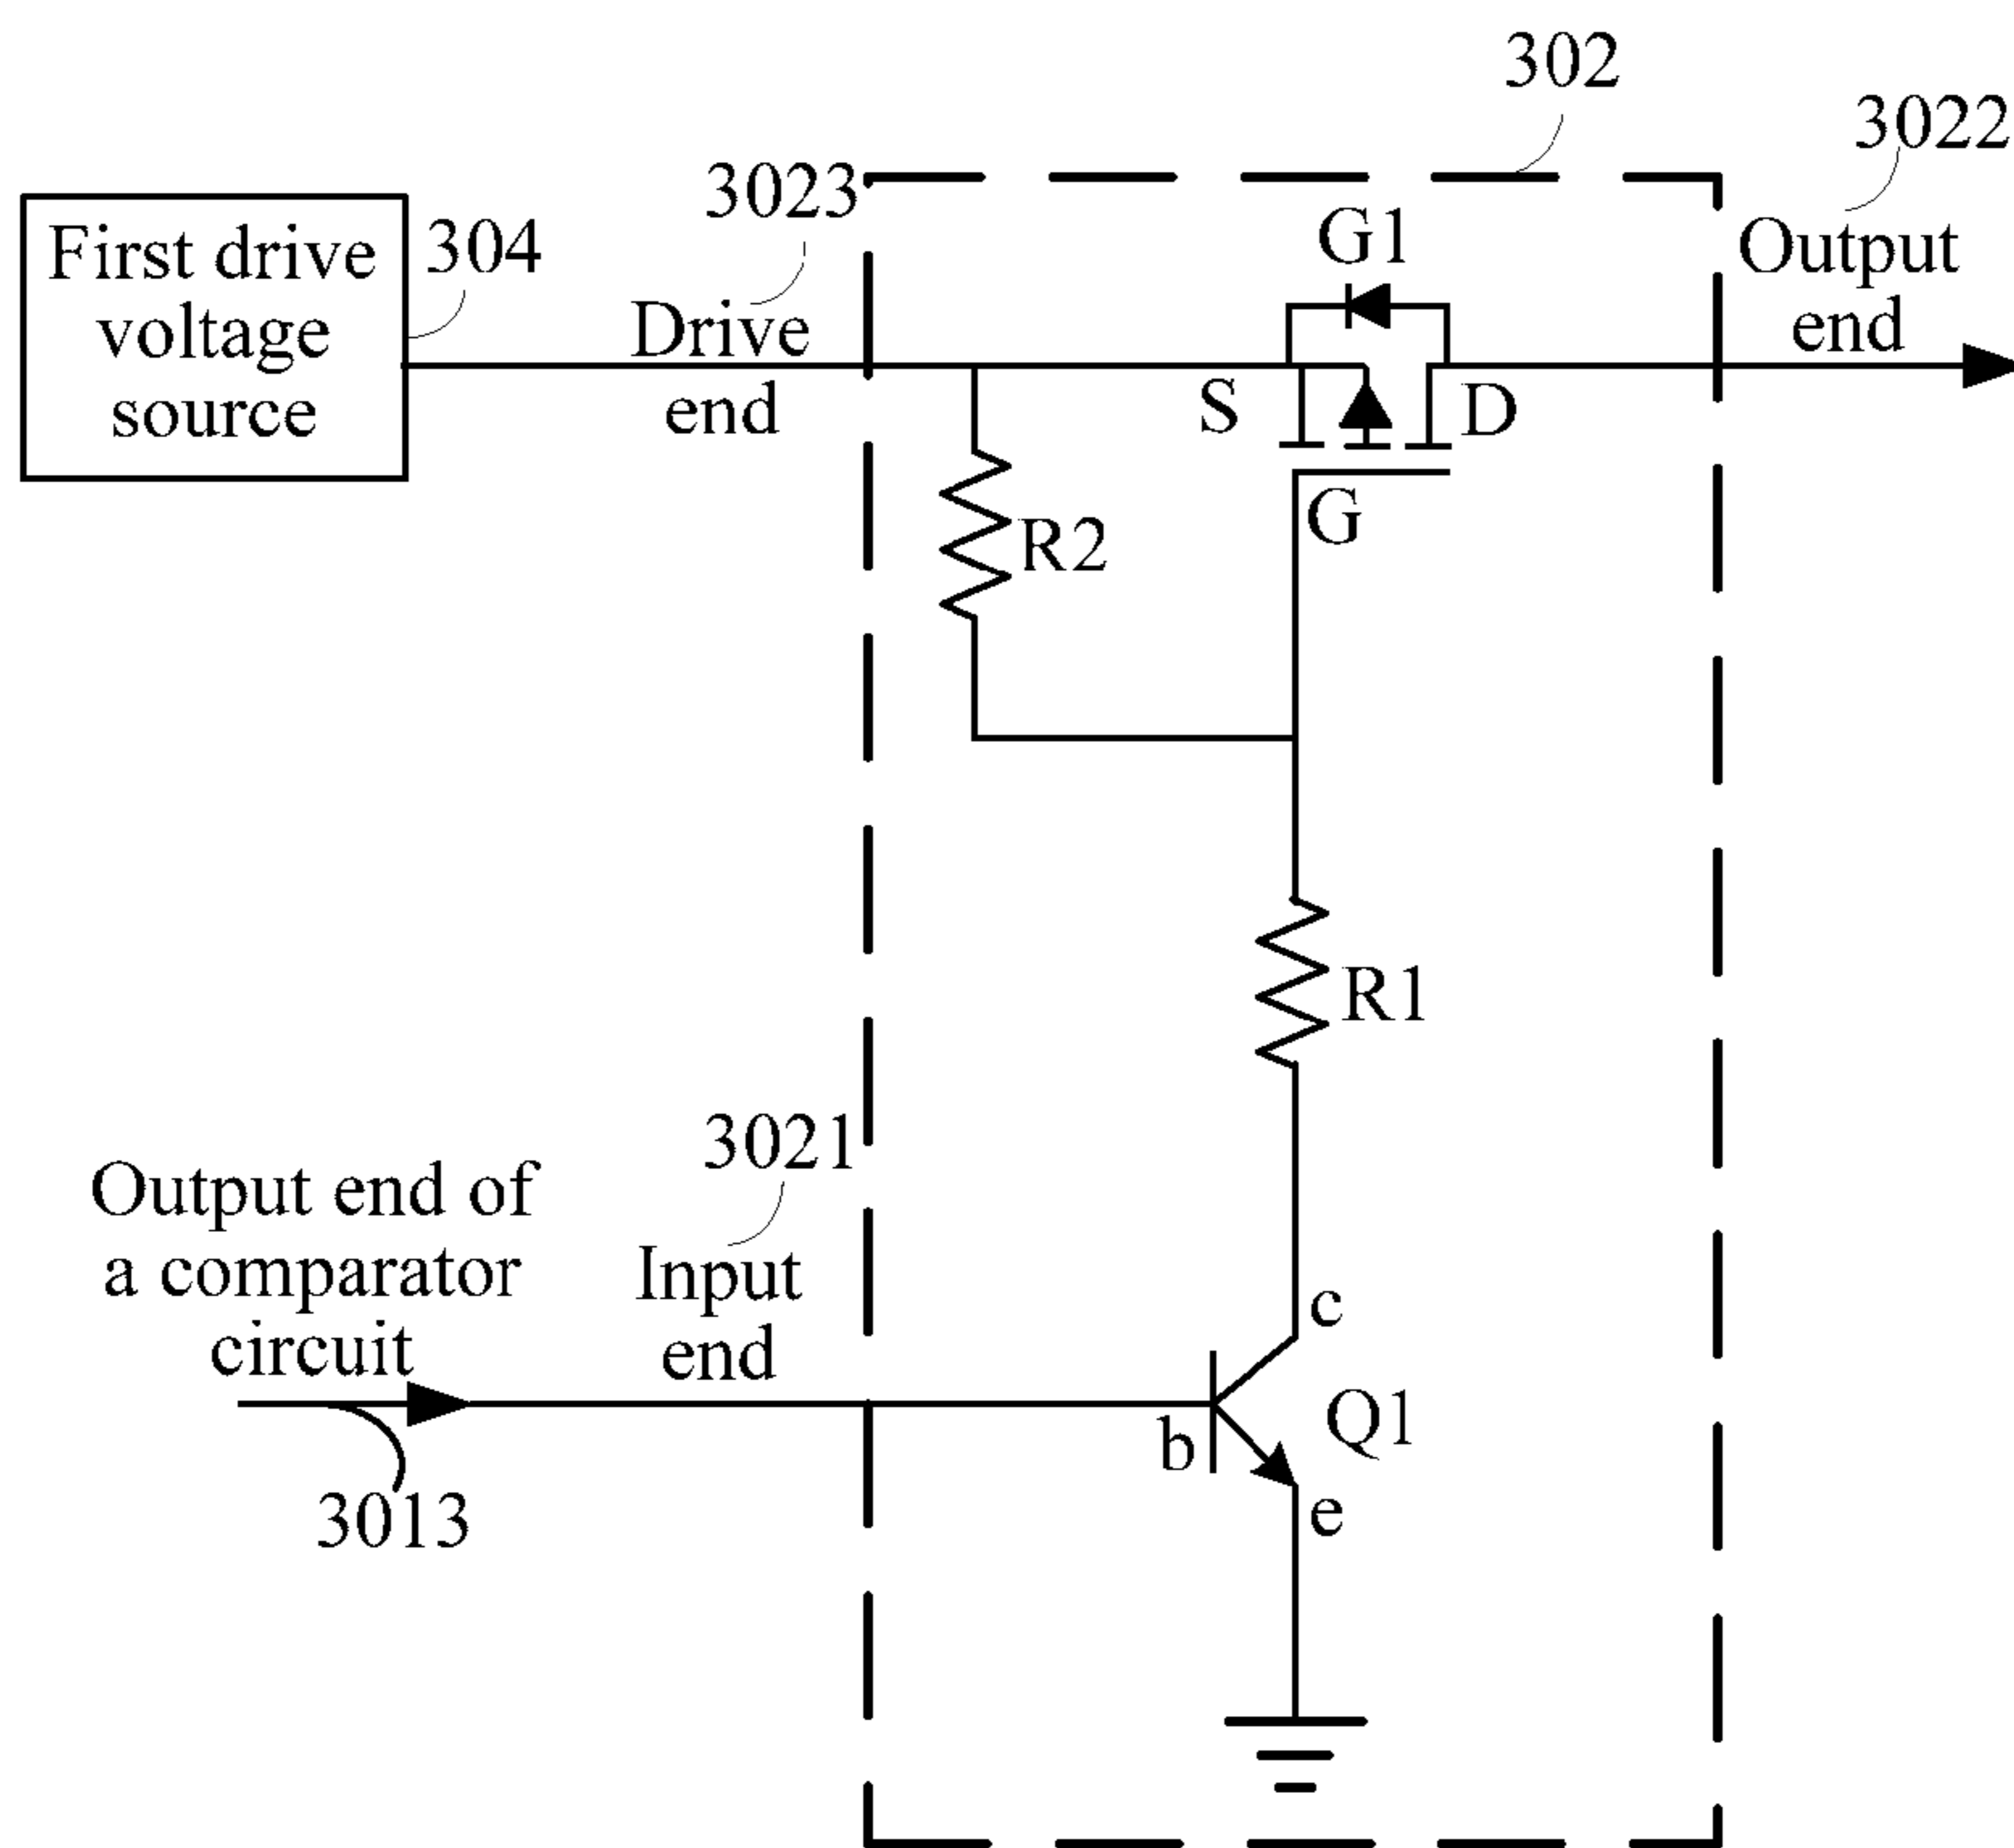 302
3022
3023
G1
Output
end
First drive
voltage
source
304
Drive
end
S
D
G
R2
R1
3021
Output end of
a comparator
circuit
Input
end
c
b
Q1
e
3013